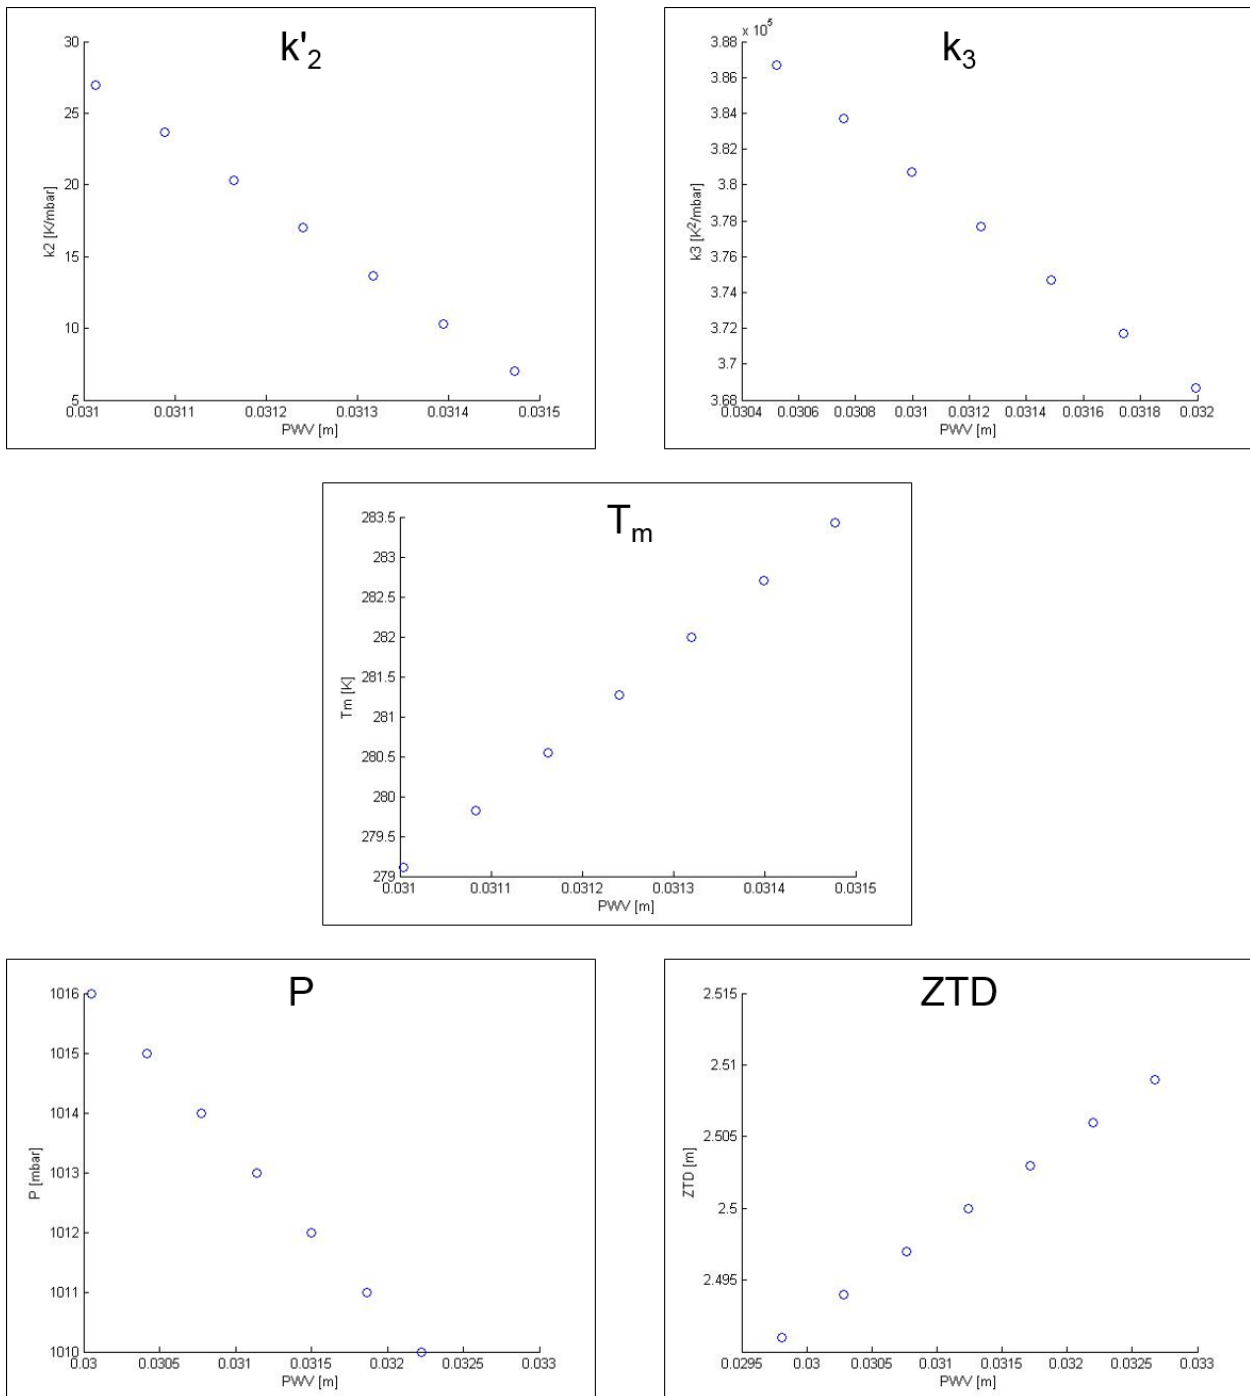 k'2
30
25
20
15
10
5
k2 [K/mbar]
0.031 0.0311 0.0312 0.0313 0.0314 0.0315
PWV [m]
k3
x 10^5
3.88
3.86
3.84
3.82
3.8
3.78
3.76
3.74
3.72
3.7
3.68
k3 [K^2/mbar]
0.0304 0.0306 0.0308 0.031 0.0312 0.0314 0.0316 0.0318 0.032
PWV [m]
Tm
283.5
283
282.5
282
281.5
281
280.5
280
279.5
279
Tm [K]
0.031 0.0311 0.0312 0.0313 0.0314 0.0315
PWV [m]
P
1016
1015
1014
1013
1012
1011
1010
P [mbar]
0.03 0.0305 0.031 0.0315 0.032 0.0325 0.033
PWV [m]
ZTD
2.515
2.51
2.505
2.5
2.495
ZTD [m]
0.0295 0.03 0.0305 0.031 0.0315 0.032 0.0325 0.033
PWV [m]